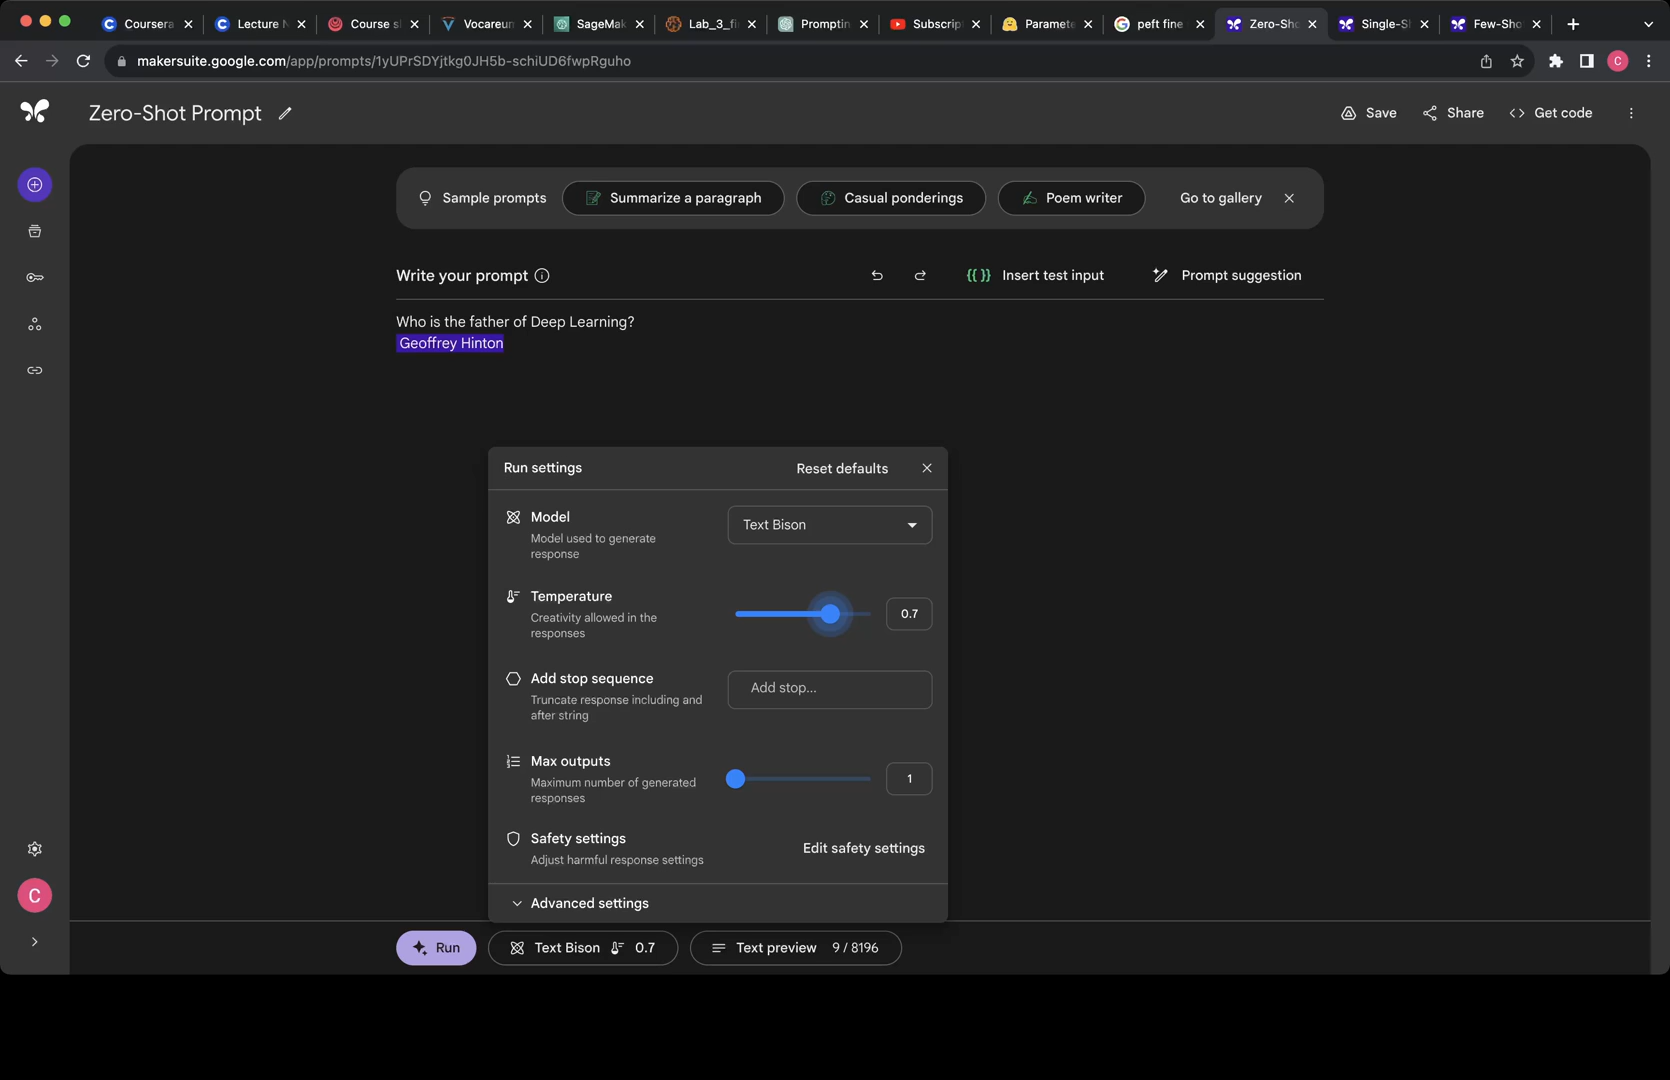 Coursera
Lecture N
Course sl
Vocareum
SageMak
Lab_3_fi
Promptin
Subscrip
Paramete
peft fine
Zero-Sho
Single-S
Few-Sho
makersuite.google.com/app/prompts/1yUPrSDYjtkg0JH5b-schiUD6fwpRguho
C
Zero-Shot Prompt
Save
Share
Get code
Sample prompts
Summarize a paragraph
Casual ponderings
Poem writer
Go to gallery
Write your prompt
{{ }} Insert test input
Prompt suggestion
Who is the father of Deep Learning?
Geoffrey Hinton
Run settings
Reset defaults
Model
Model used to generate
response
Text Bison
Temperature
Creativity allowed in the
responses
0.7
Add stop sequence
Truncate response including and
after string
Add stop...
Max outputs
Maximum number of generated
responses
1
Safety settings
Adjust harmful response settings
Edit safety settings
Advanced settings
C
Run
Text Bison 0.7
Text preview 9 / 8196